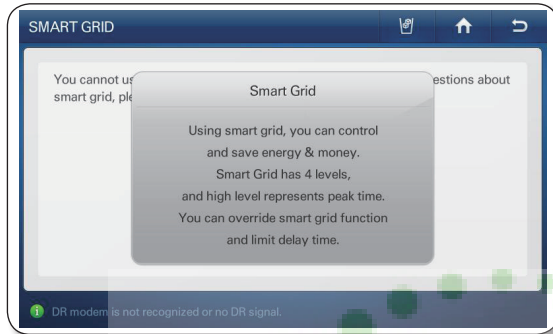 SMART GRID
You cannot us estions about
smart grid, ple
Smart Grid
Using smart grid, you can control
and save energy & money.
Smart Grid has 4 levels,
and high level represents peak time.
You can override smart grid function
and limit delay time.
DR modem is not recognized or no DR signal.